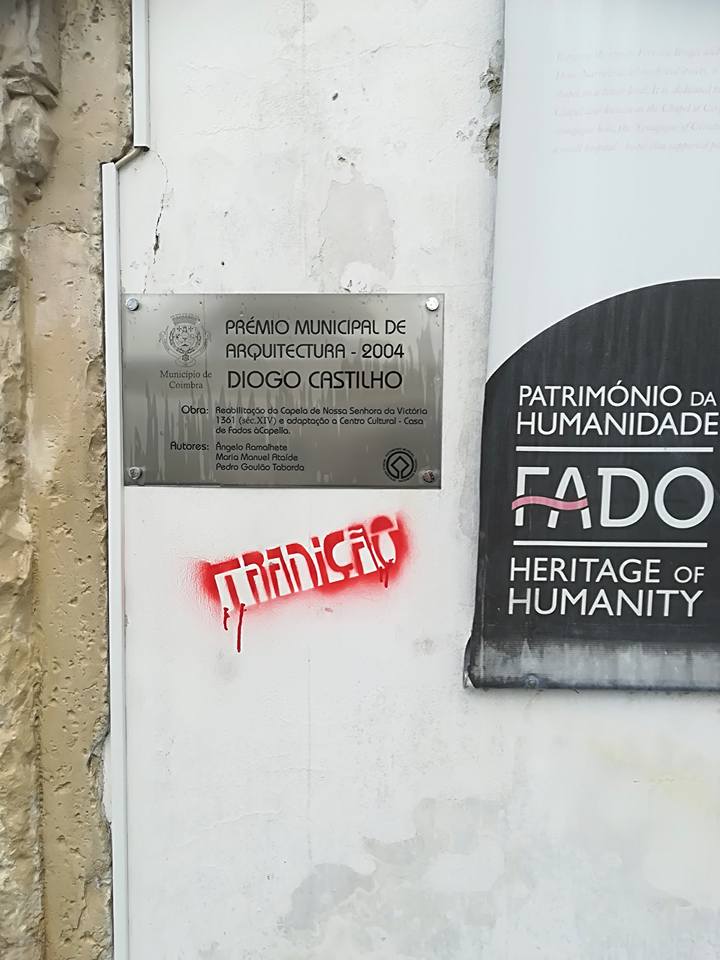 Município de
Coimbra
PRÉMIO MUNICIPAL DE
ARQUITECTURA - 2004
DIOGO CASTILHO
Obra: Reabilitação da Capela de Nossa Senhora da Victória
1361 (séc.XIV) e adaptação a Centro Cultural - Casa
de Fados àCapella.
Autores: Ângelo Ramalhete
Maria Manuel Ataíde
Pedro Goulão Taborda
TRADIÇÃO
PATRIMÓNIO DA
HUMANIDADE
FADO
HERITAGE OF
HUMANITY